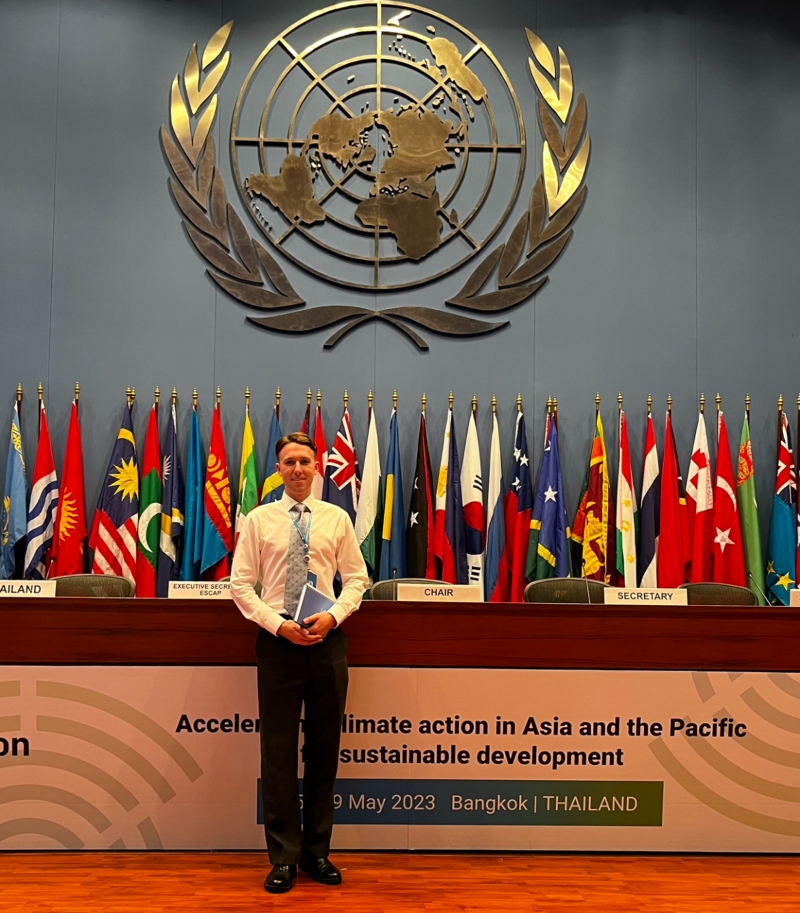 AILAND
EXECUTIVE SECRE
ESCAP
CHAIR
SECRETARY
on
Acceler climate action in Asia and the Pacific
sustainable development
9 May 2023 Bangkok | THAILAND